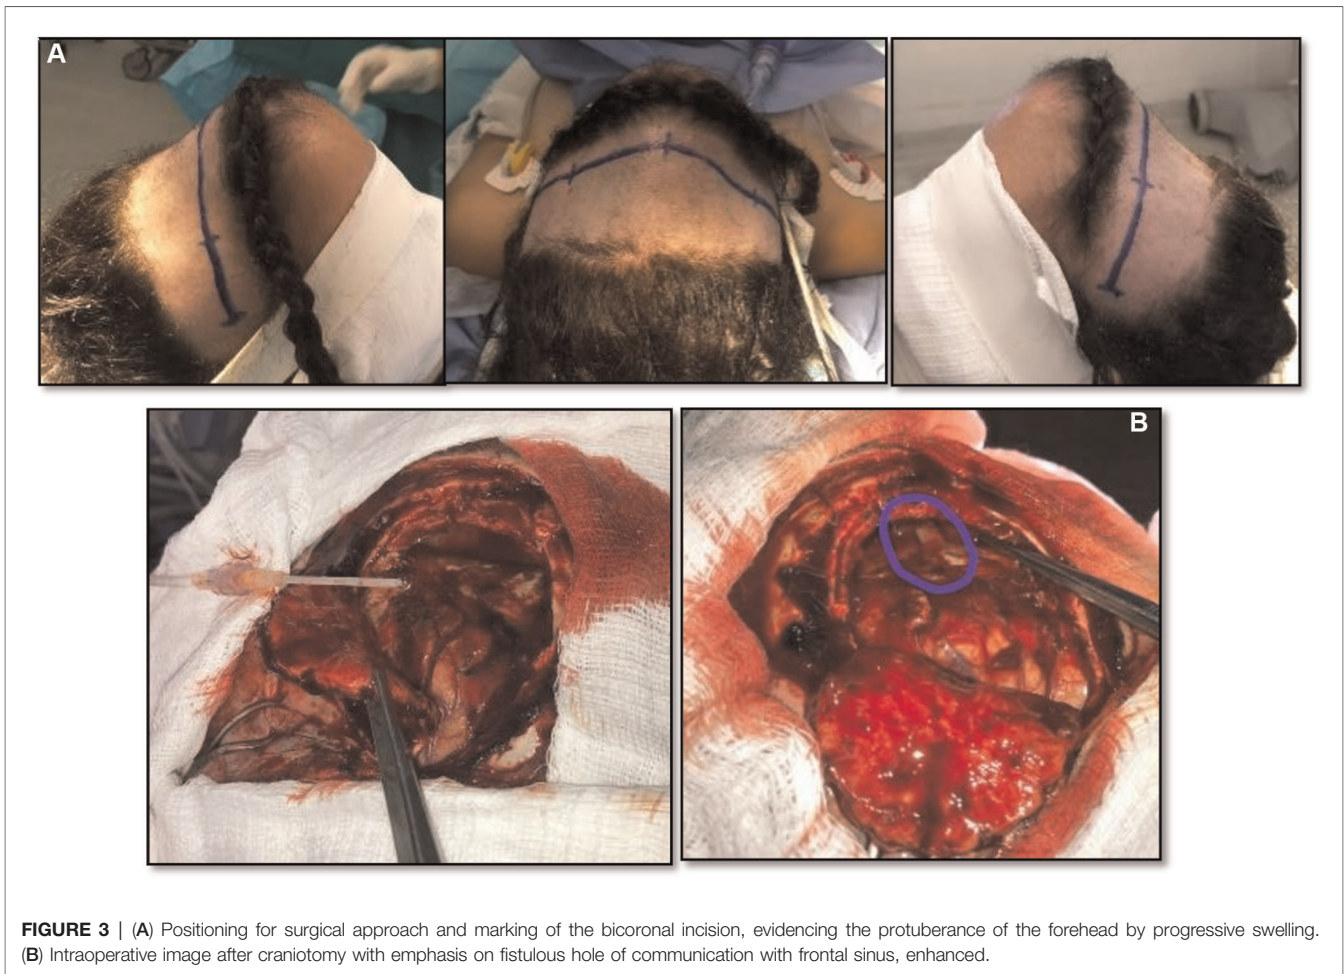 A
B
FIGURE 3 | (A) Positioning for surgical approach and marking of the bicoronal incision, evidencing the protuberance of the forehead by progressive swelling.
(B) Intraoperative image after craniotomy with emphasis on fistulous hole of communication with frontal sinus, enhanced.